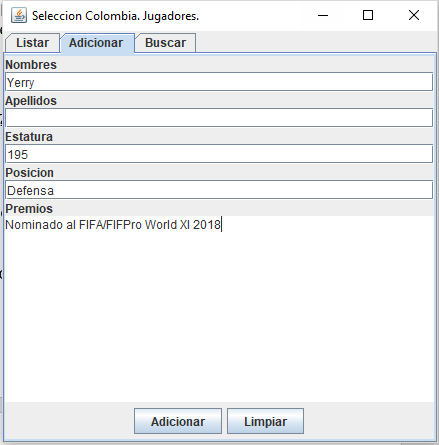 Seleccion Colombia. Jugadores.
Listar Adicionar Buscar
Nombres
Yerry
Apellidos
Estatura
195
Posicion
Defensa
Premios
Nominado al FIFA/FIFPro World XI 2018
Adicionar Limpiar